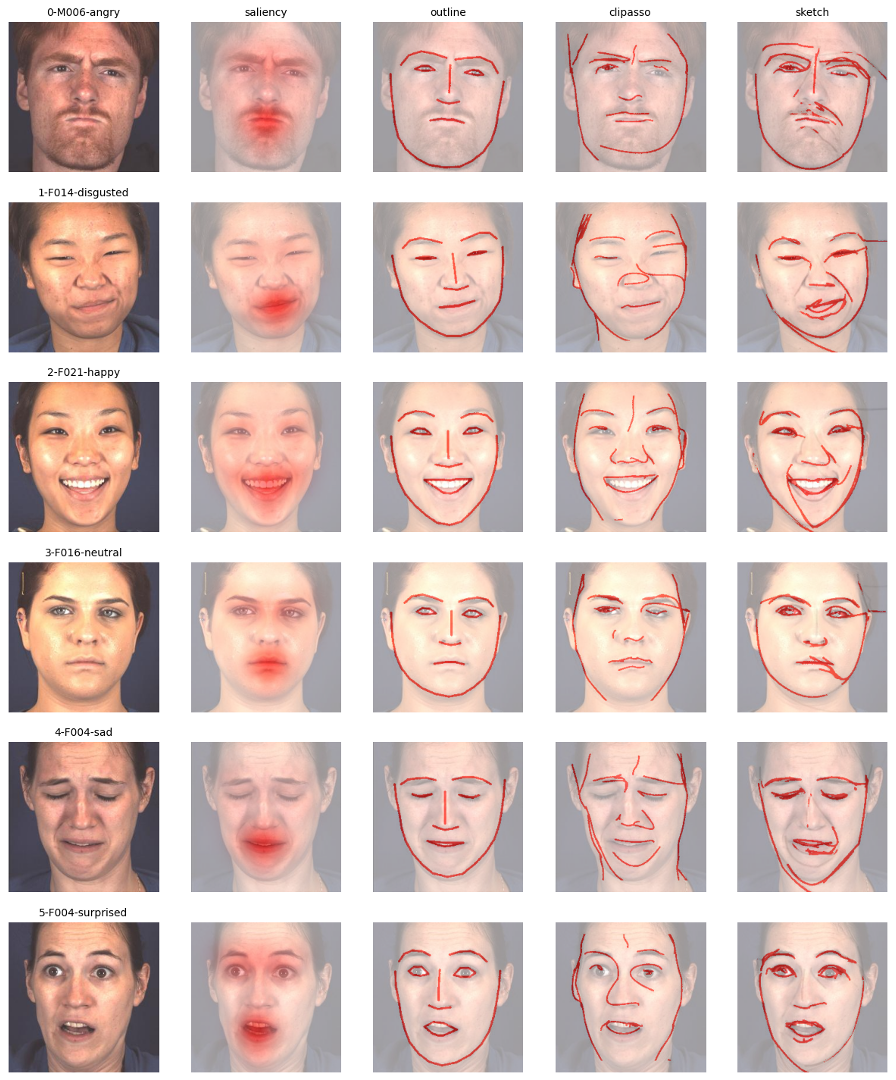 0-M006-angry saliency outline clipasso sketch
1-F014-disgusted
2-F021-happy
3-F016-neutral
4-F004-sad
5-F004-surprised